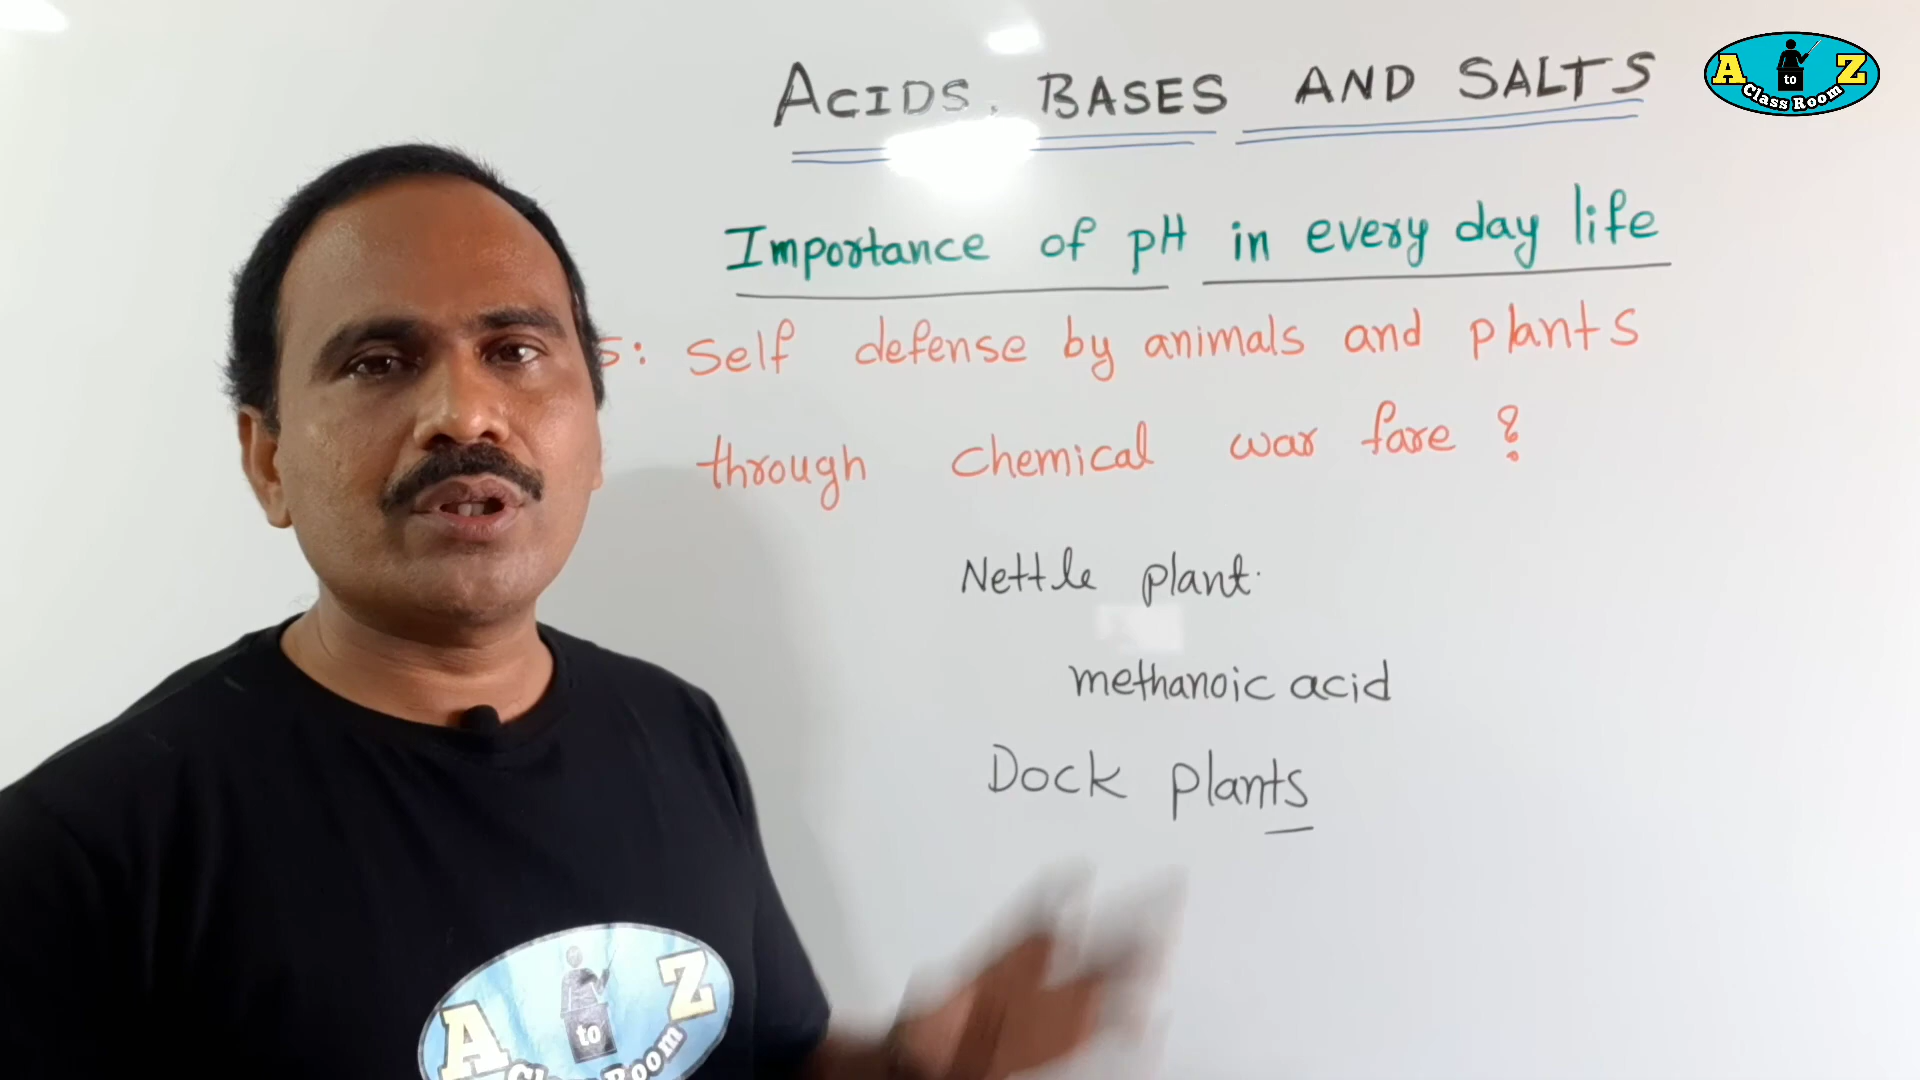 ACIDS, BASES AND SALTS
A to Z
Class Room
Importance of pH in every day life
5: Self defense by animals and plants
through chemical war fare ?
Nettle plant.
methanoic acid
Dock plants
A to Z
Class Room